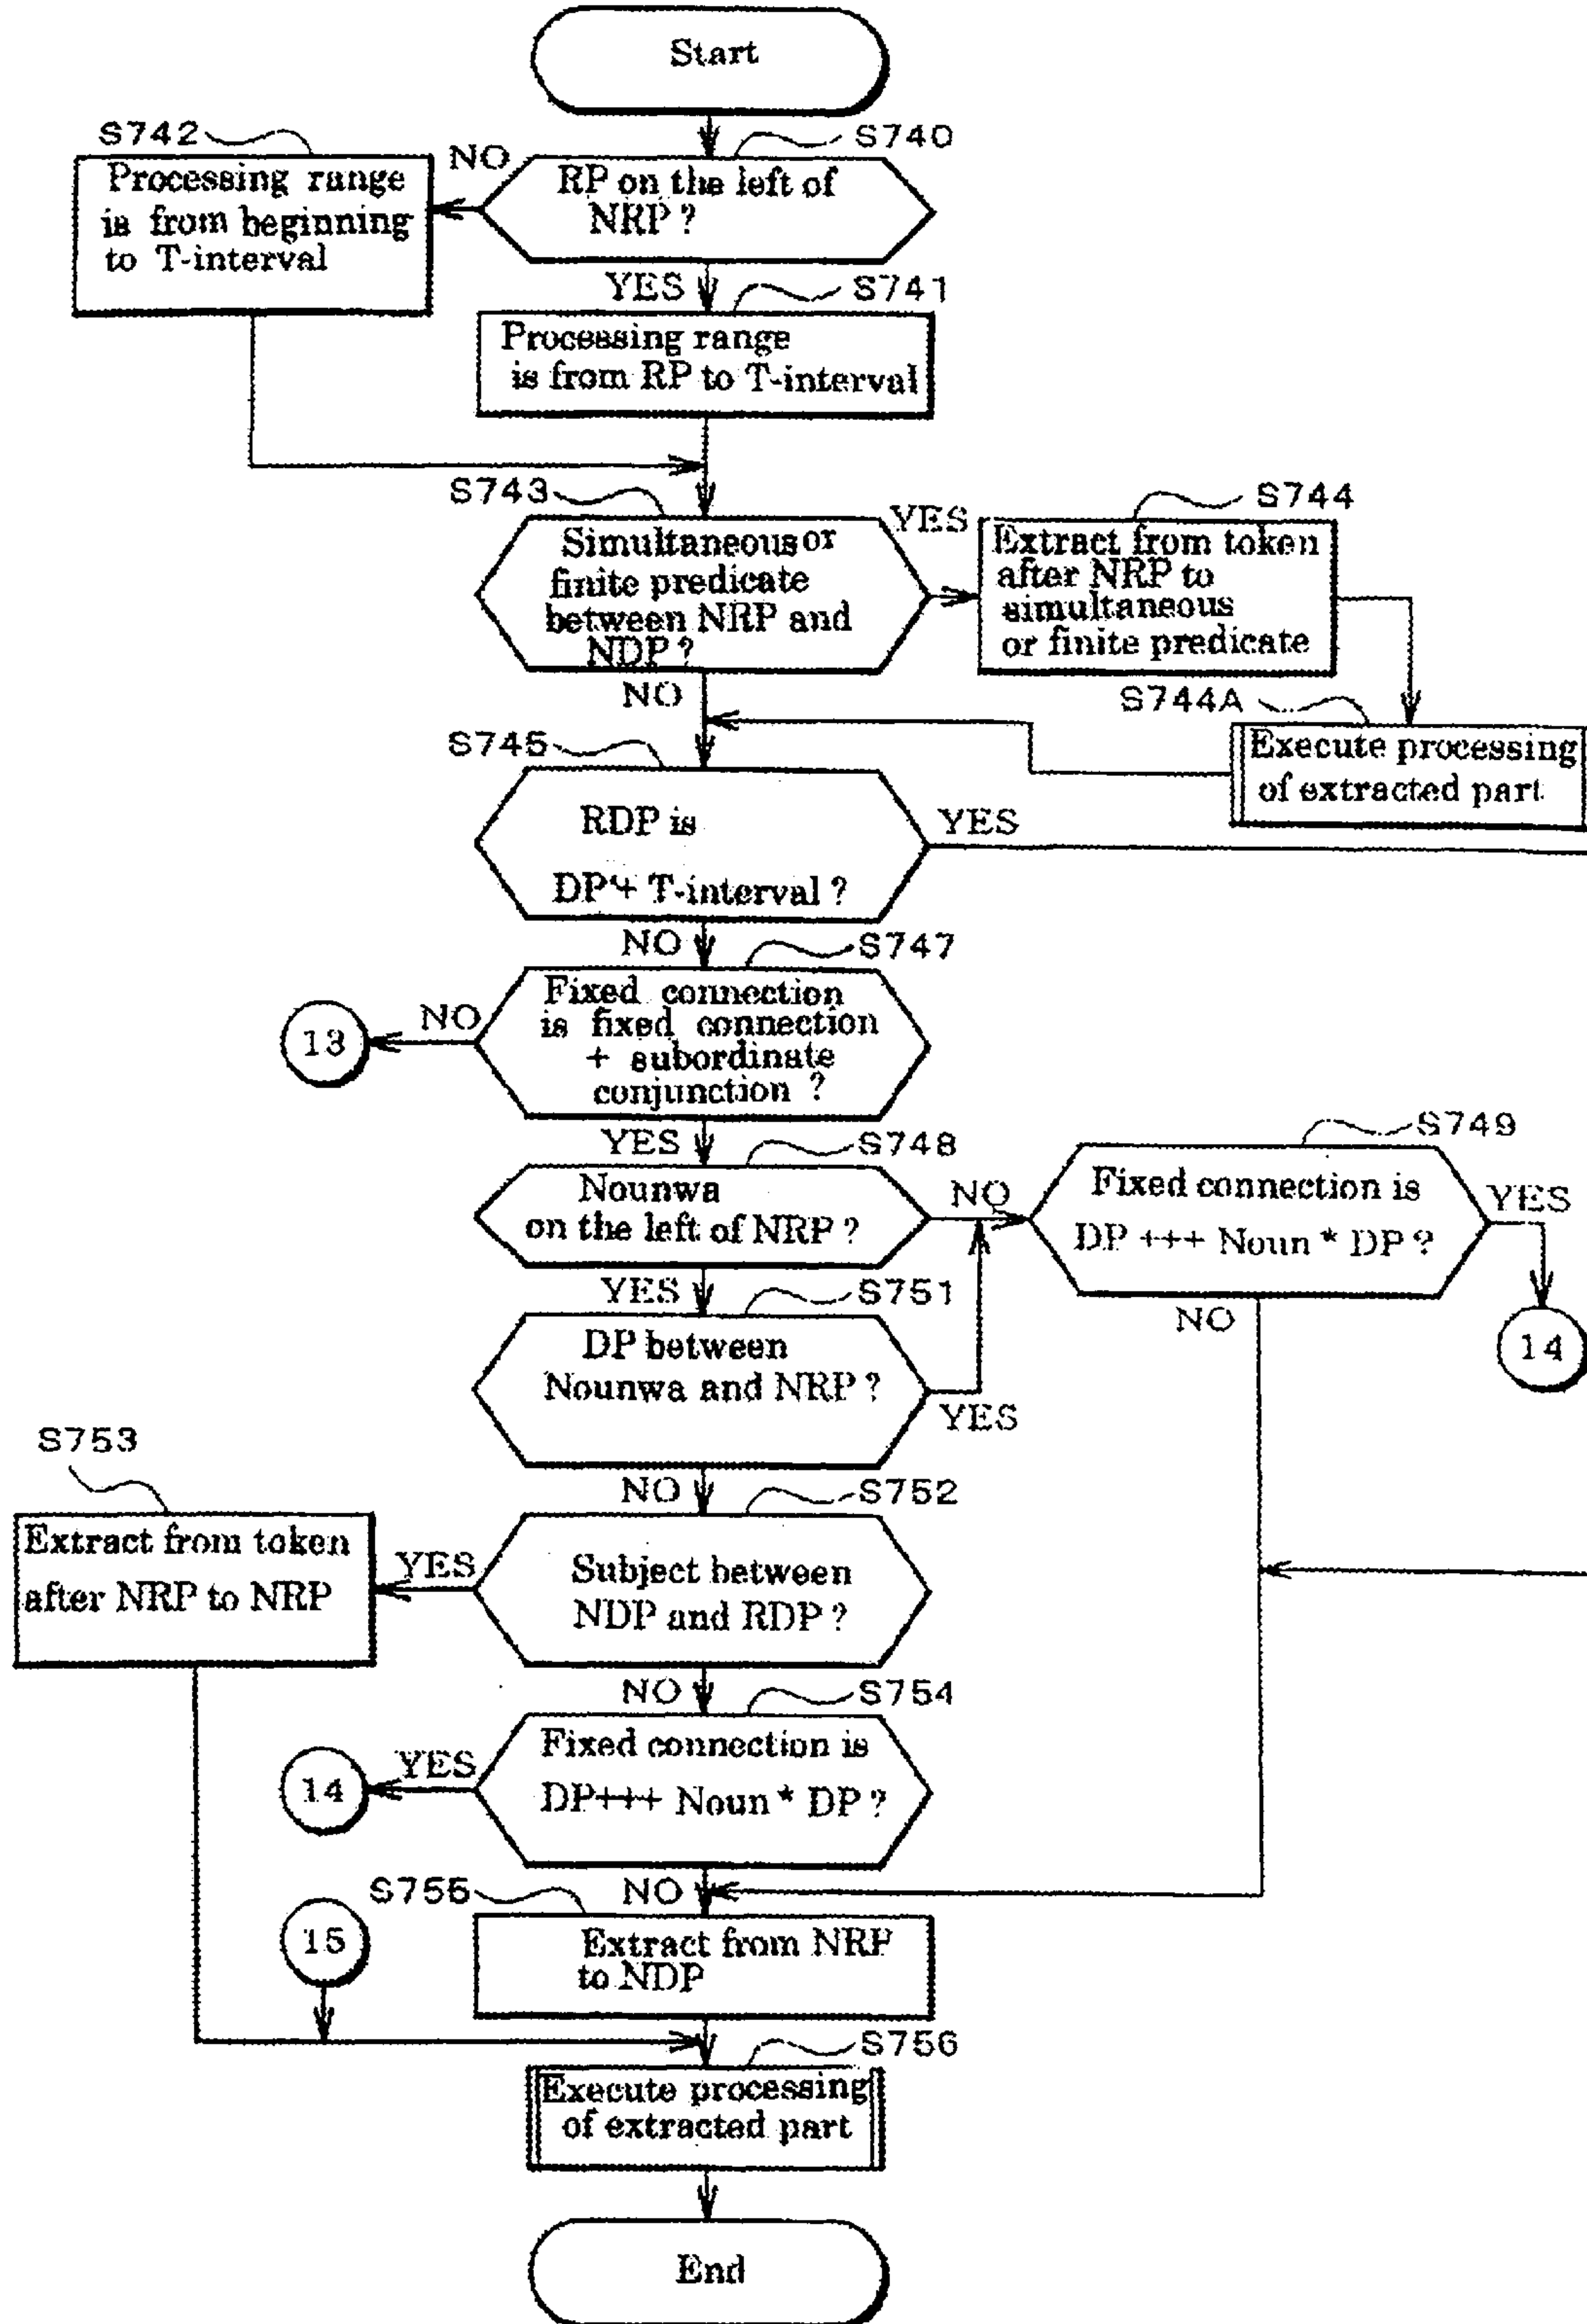 Start
S742
S740
NO
Processing range
is from beginning
to T-interval
RP on the left of
NRP ?
YES
S741
Processing range
is from RP to T-interval
S743
S744
YES
Simultaneous or
finite predicate
between NRP and
NDP ?
Extract from token
after NRP to
simultaneous
or finite predicate
NO
S744A
Execute processing
of extracted part
S745
RDP is
DP + T-interval ?
YES
NO
S747
Fixed connection
is fixed connection
+ subordinate
conjunction ?
NO
13
YES
S748
S749
Nounwa
on the left of NRP ?
NO
Fixed connection is
DP +++ Noun * DP ?
YES
YES
S751
NO
14
DP between
Nounwa and NRP ?
YES
S753
NO
S752
Extract from token
after NRP to NRP
YES
Subject between
NDP and RDP ?
NO
S754
Fixed connection is
DP+++ Noun * DP ?
YES
14
S755
NO
15
Extract from NRP
to NDP
S756
Execute processing
of extracted part
End